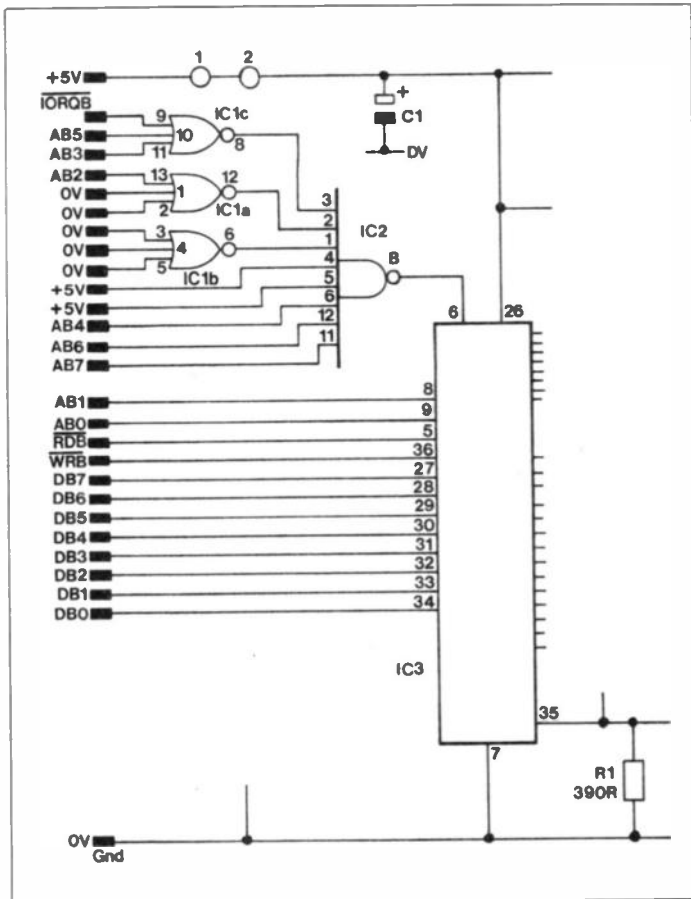 1 2
+5V
+
IORQB
9 IC1c
C1
AB5 10
8
AB3 11
DV
AB2 13 12
0V 1
3
0V 2 IC1a
2
IC2
0V 3 6
1
0V 4
4 B
0V 5
IC1b
5
+5V
6
+5V
12
AB4
6 26
11
AB6
AB7
AB1 8
AB0 9
RDB 5
WRB 36
DB7 27
DB6 28
DB5 29
DB4 30
DB3 31
DB2 32
DB1 33
DB0 34
IC3
35
7
R1
390R
0V
Gnd